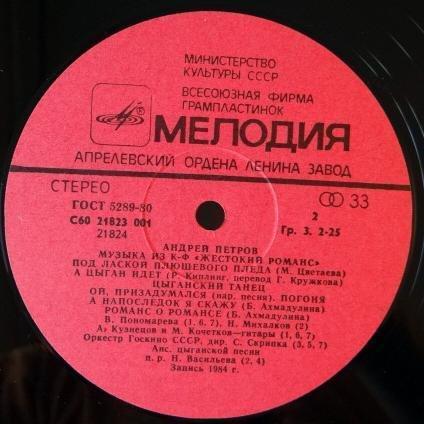 МИНИСТЕРСТВО
КУЛЬТУРЫ СССР
ВСЕСОЮЗНАЯ ФИРМА
ГРАМПЛАСТИНОК
МЕЛОДИЯ
АПРЕЛЕВСКИЙ ОРДЕНА ЛЕНИНА ЗАВОД
СТЕРЕО
33
ГОСТ 5289-80
2
С60 21823 001
Гр. 3. 2-25
21824
АНДРЕЙ ПЕТРОВ
МУЗЫКА ИЗ К-Ф «ЖЕСТОКИЙ РОМАНС»
ПОД ЛАСКОЙ ПЛЮШЕВОГО ПЛЕДА (М. Цветаева)
А ЦЫГАН ИДЕТ (Р. Киплинг, перевод Г. Кружкова)
ЦЫГАНСКИЙ ТАНЕЦ
ОЙ, ПРИЗАДУМАЛСЯ (нар. песня). ПОГОНЯ
А НАПОСЛЕДОК Я СКАЖУ (Б. Ахмадулина)
РОМАНС О РОМАНСЕ (Б. Ахмадулина)
В. Пономарева (1, 6, 7), Н. Михалков (2)
А. Кузнецов и М. Кочетков—гитары (1, 6, 7)
Оркестр Госкино СССР, дир. С. Скрипка (3, 5, 7)
Анс. цыганской песни
п. р. Н. Васильева (2, 4)
Запись 1984 г.